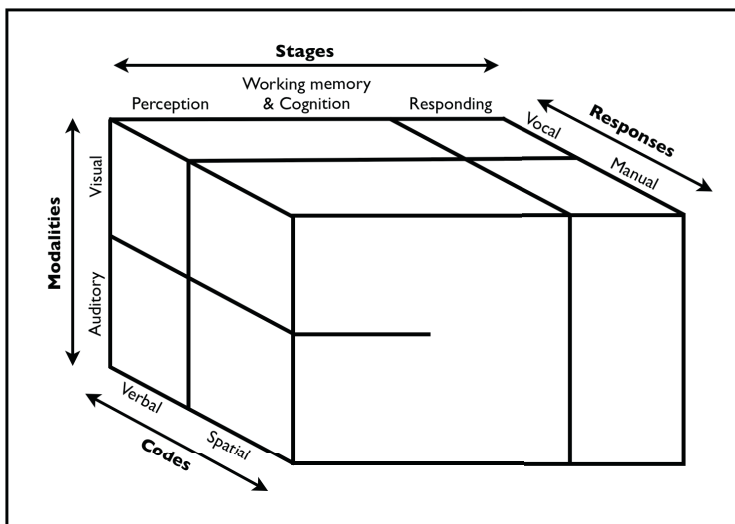 Stages
Working memory
Perception & Cognition Responding
Vocal
Manual
Responses
Modalities
Visual
Auditory
Verbal
Spatial
Codes